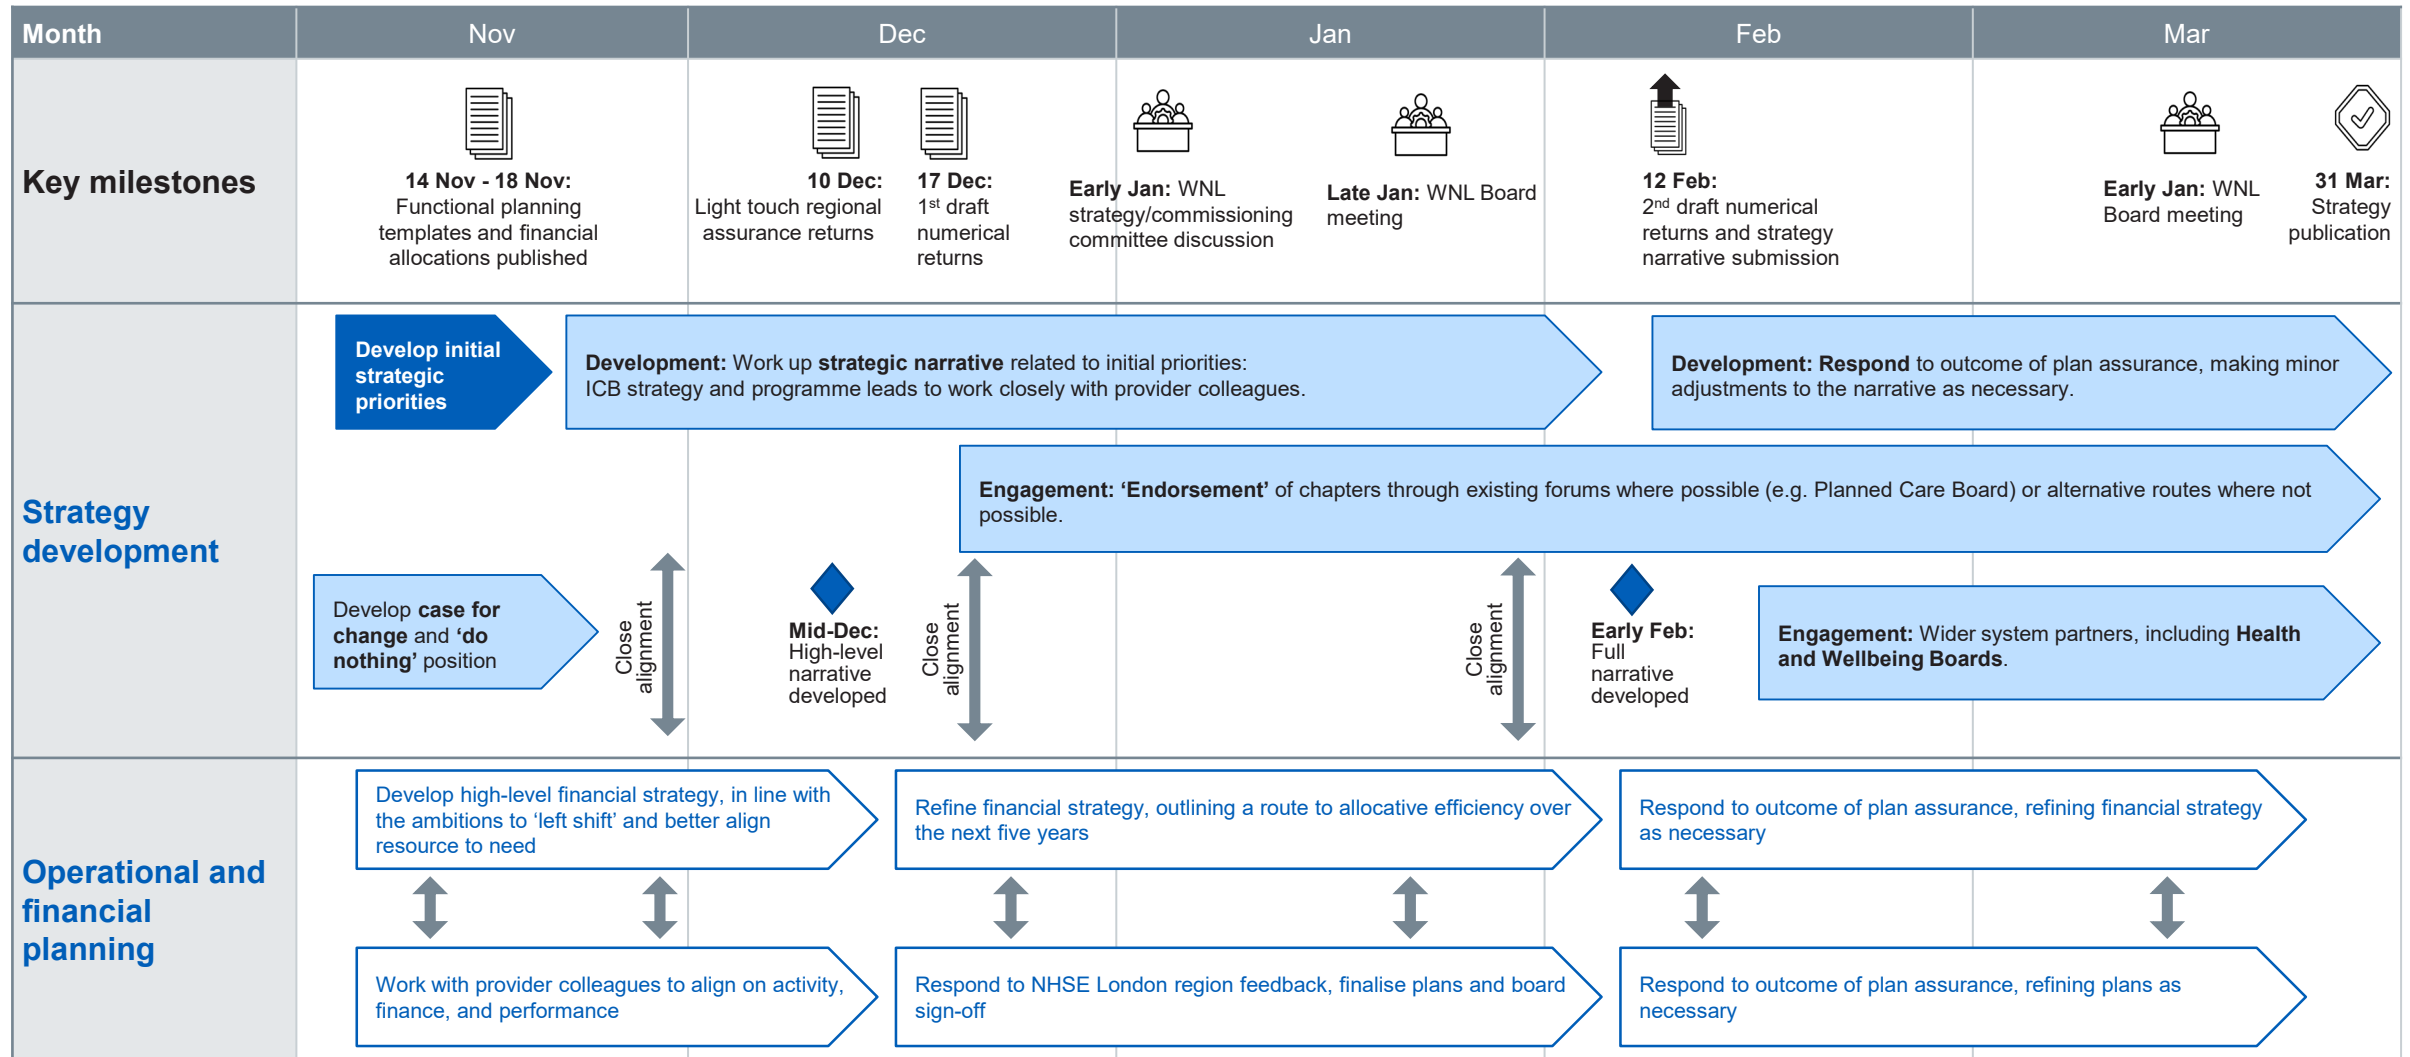 Month
Nov
Dec
Jan
Feb
Mar
Key milestones
14 Nov - 18 Nov:
Functional planning
templates and financial
allocations published
10 Dec:
Light touch regional
assurance returns
17 Dec:
1st draft
numerical
returns
Early Jan: WNL
strategy/commissioning
committee discussion
Late Jan: WNL Board
meeting
12 Feb:
2nd draft numerical
returns and strategy
narrative submission
Early Jan: WNL
Board meeting
31 Mar:
Strategy
publication
Strategy
development
Develop initial
strategic
priorities
Development: Work up strategic narrative related to initial priorities:
ICB strategy and programme leads to work closely with provider colleagues.
Development: Respond to outcome of plan assurance, making minor
adjustments to the narrative as necessary.
Engagement: ‘Endorsement’ of chapters through existing forums where possible (e.g. Planned Care Board) or alternative routes where not
possible.
Develop case for
change and ‘do
nothing’ position
Close
alignment
Mid-Dec:
High-level
narrative
developed
Close
alignment
Close
alignment
Early Feb:
Full
narrative
developed
Engagement: Wider system partners, including Health
and Wellbeing Boards.
Operational and
financial
planning
Develop high-level financial strategy, in line with
the ambitions to ‘left shift’ and better align
resource to need
Refine financial strategy, outlining a route to allocative efficiency over
the next five years
Respond to outcome of plan assurance, refining financial strategy
as necessary
Work with provider colleagues to align on activity,
finance, and performance
Respond to NHSE London region feedback, finalise plans and board
sign-off
Respond to outcome of plan assurance, refining plans as
necessary